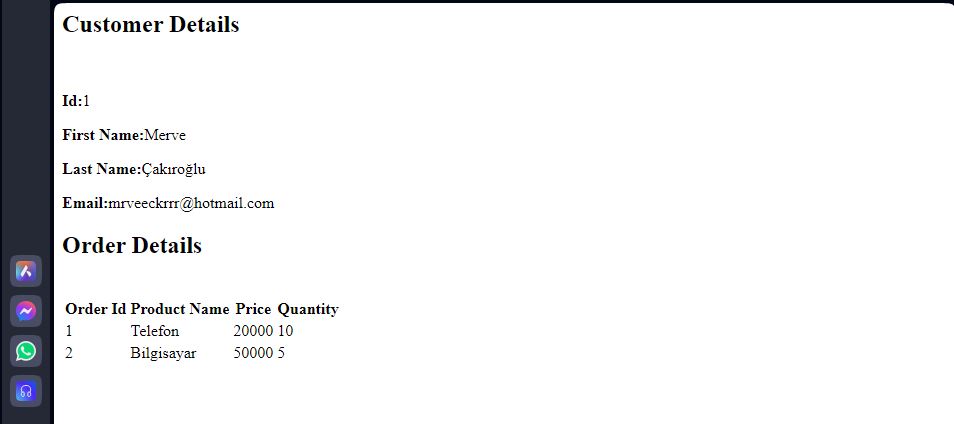 Customer Details
Id:1
First Name:Merve
Last Name:Çakıroğlu
Email:mrveeckrrr@hotmail.com
Order Details
Order Id Product Name Price Quantity
1 Telefon 20000 10
2 Bilgisayar 50000 5